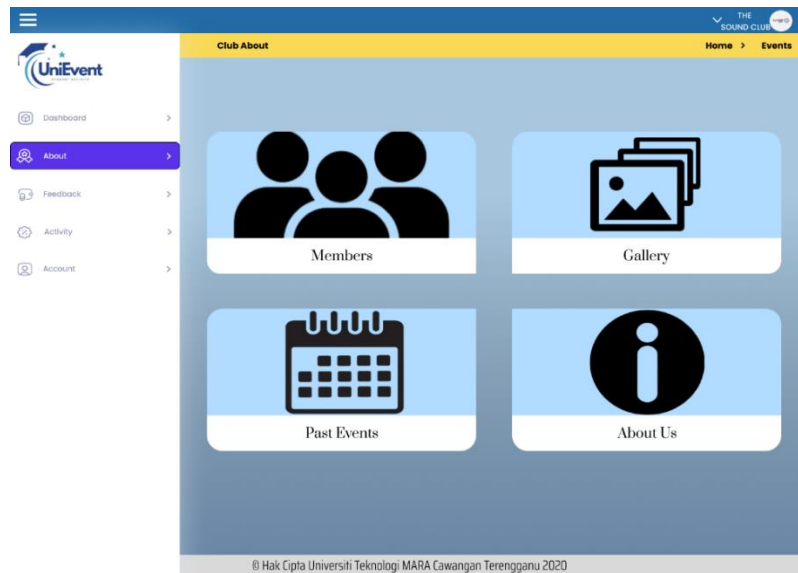 THE
SOUND CLUB
Club About
Home > Events
UniEvent
Dashboard
About
Feedback
Activity
Account
Members
Gallery
Past Events
About Us
© Hak Cipta Universiti Teknologi MARA Cawangan Terengganu 2020